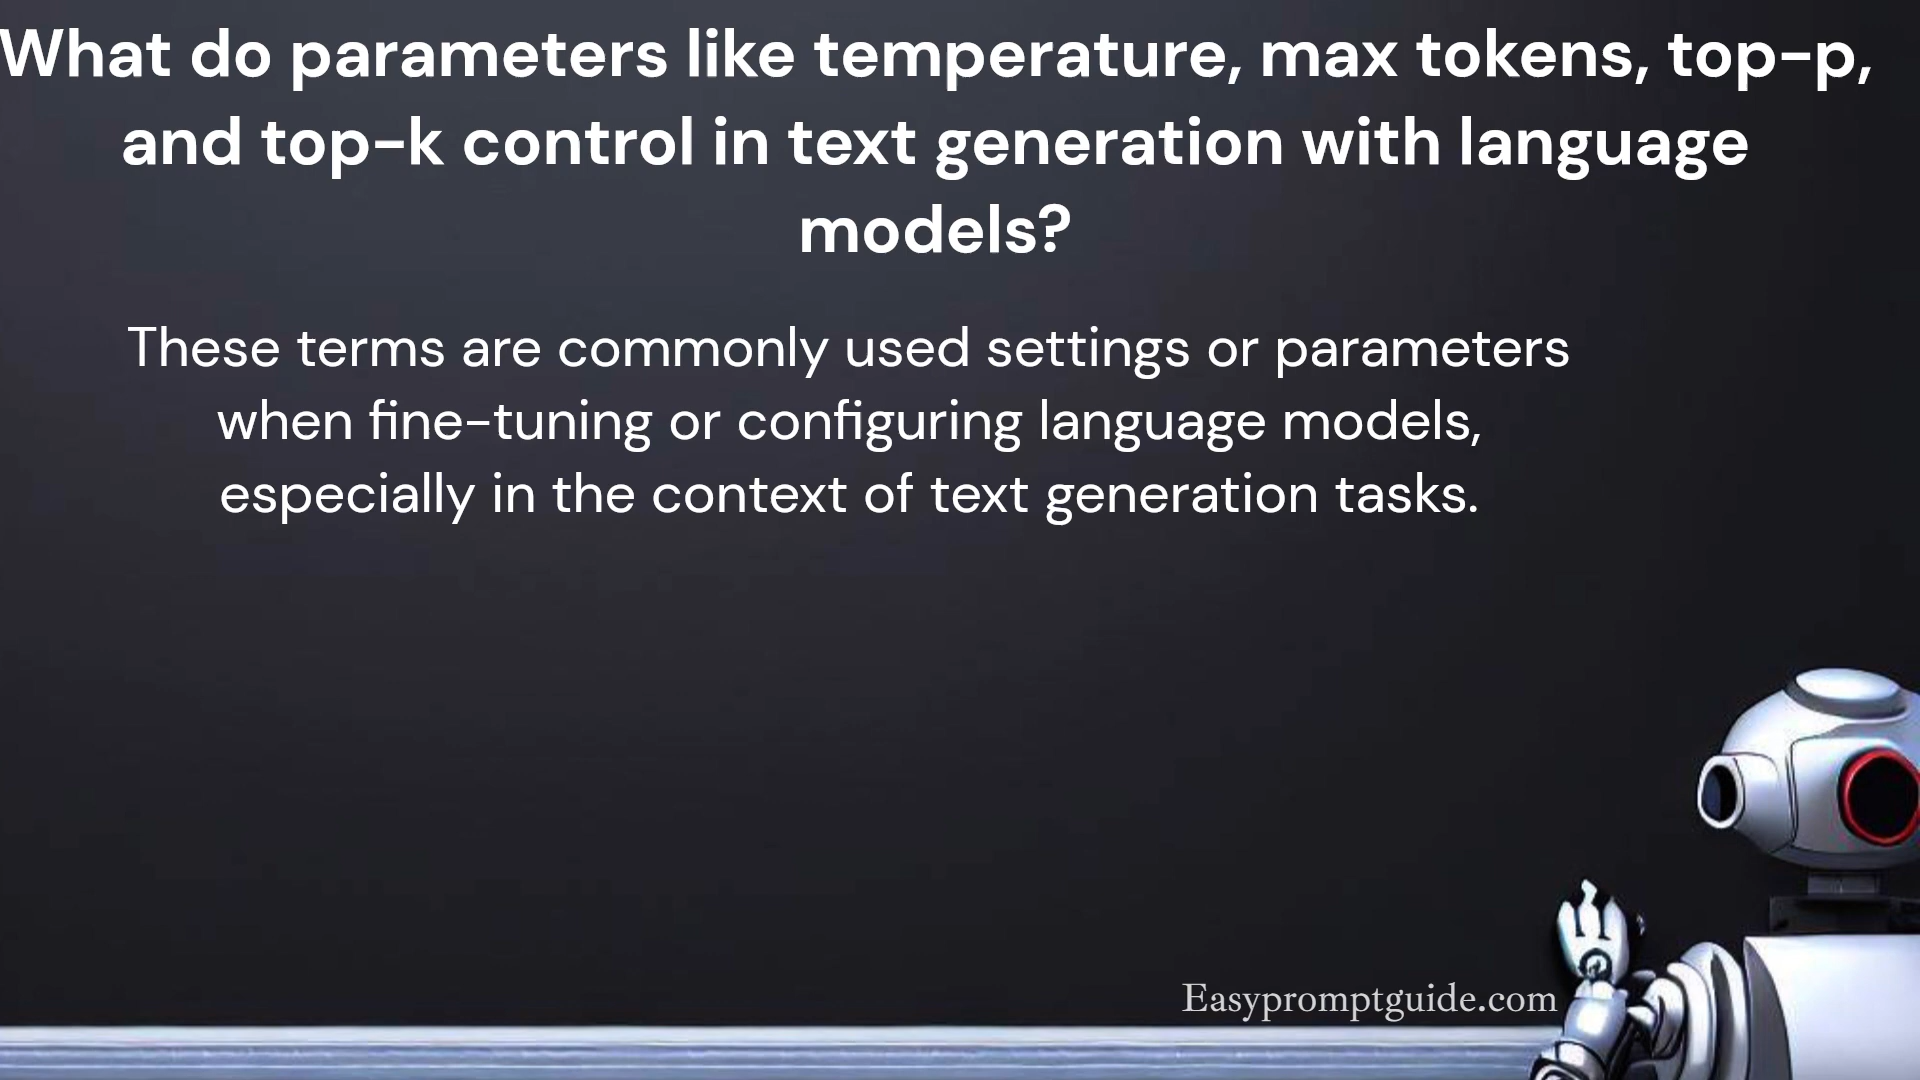 What do parameters like temperature, max tokens, top-p,
and top-k control in text generation with language
models?
These terms are commonly used settings or parameters
when fine-tuning or configuring language models,
especially in the context of text generation tasks.
Easypromptguide.com